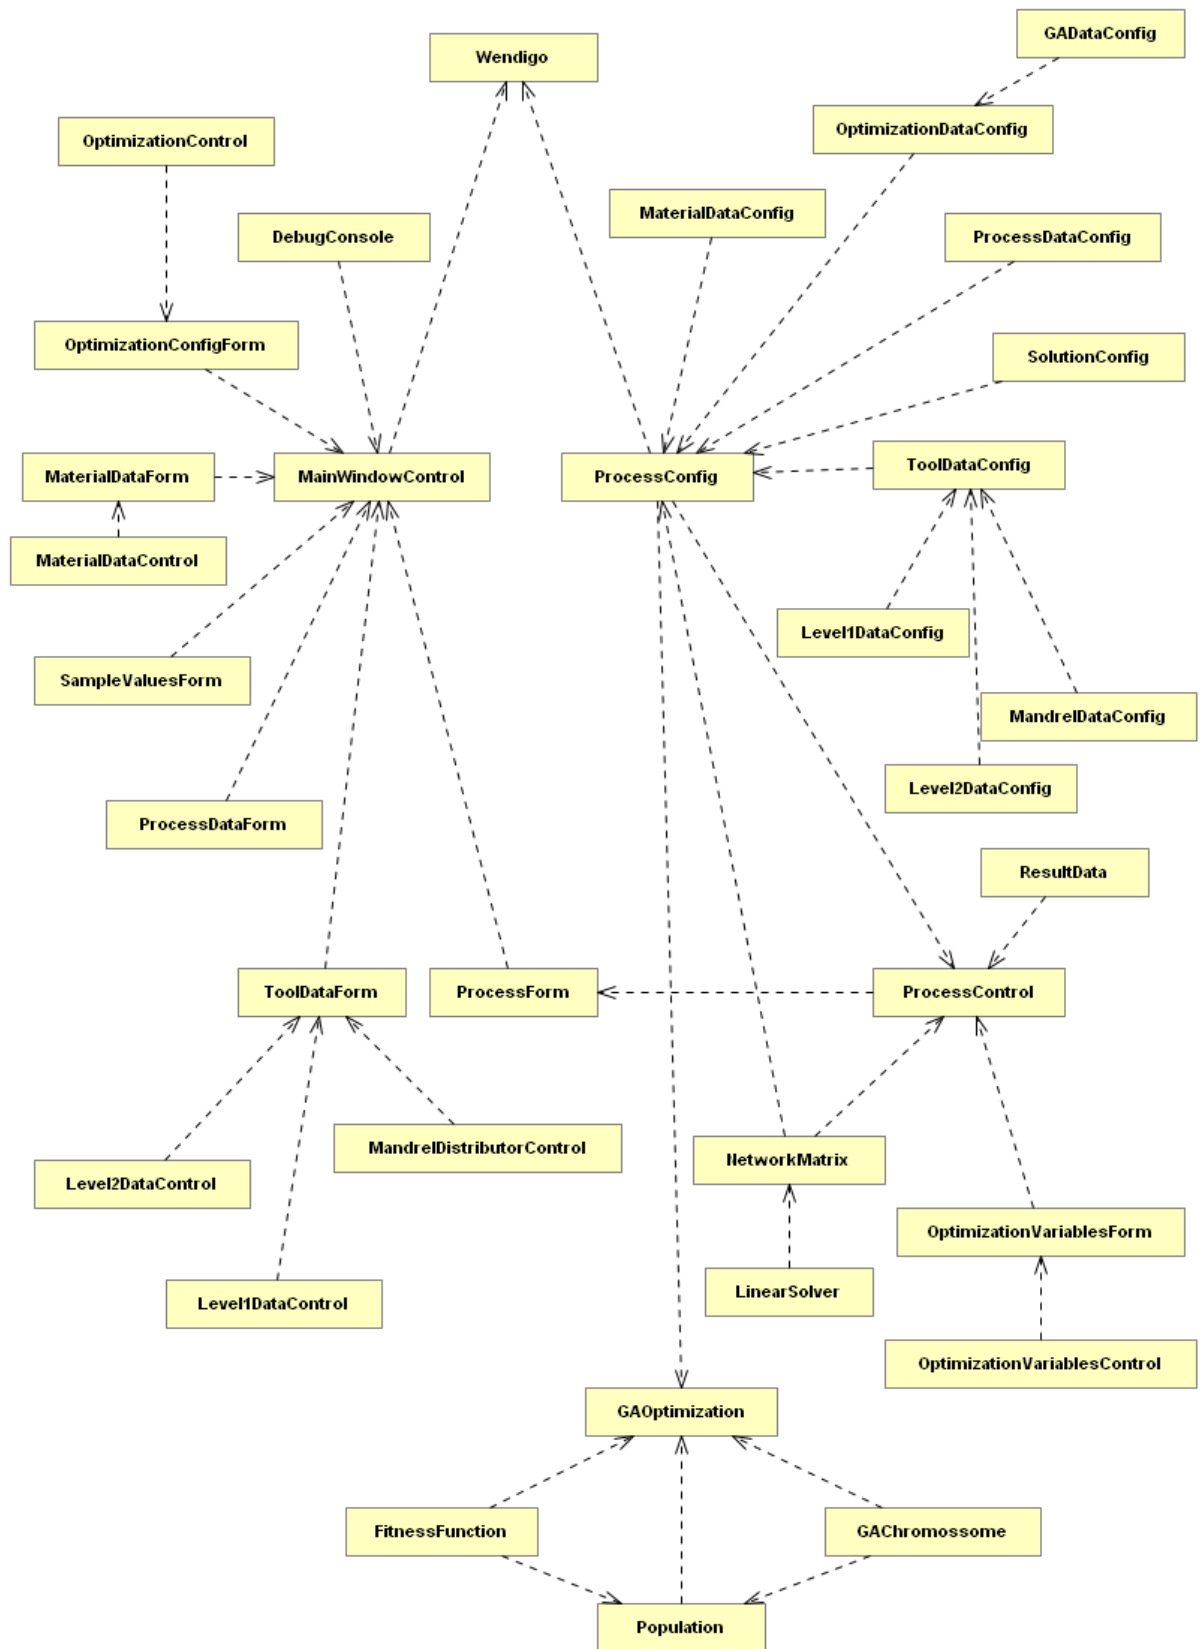 GADataConfig
Wendigo
OptimizationDataConfig
OptimizationControl
MaterialDataConfig
DebugConsole
ProcessDataConfig
OptimizationConfigForm
SolutionConfig
MaterialDataForm
MainWindowControl
ProcessConfig
ToolDataConfig
MaterialDataControl
Level1DataConfig
SampleValuesForm
MandrelDataConfig
Level2DataConfig
ProcessDataForm
ResultData
ToolDataForm
ProcessForm
ProcessControl
MandrelDistributorControl
NetworkMatrix
Level2DataControl
OptimizationVariablesForm
LinearSolver
Level1DataControl
OptimizationVariablesControl
GAOptimization
FitnessFunction
GAChromossome
Population